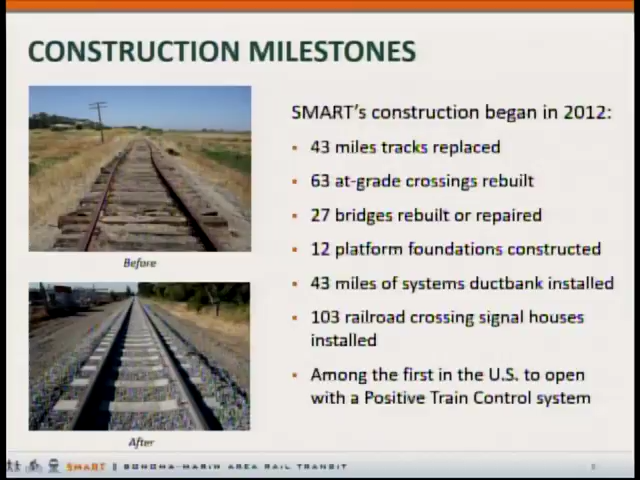 CONSTRUCTION MILESTONES
SMART's construction began in 2012:
43 miles tracks replaced
63 at-grade crossings rebuilt
27 bridges rebuilt or repaired
12 platform foundations constructed
43 miles of systems ductbank installed
103 railroad crossing signal houses
installed
Among the first in the U.S. to open
with a Positive Train Control system
Before
After
SMART | SONOMA-MARIN AREA RAIL TRANSIT